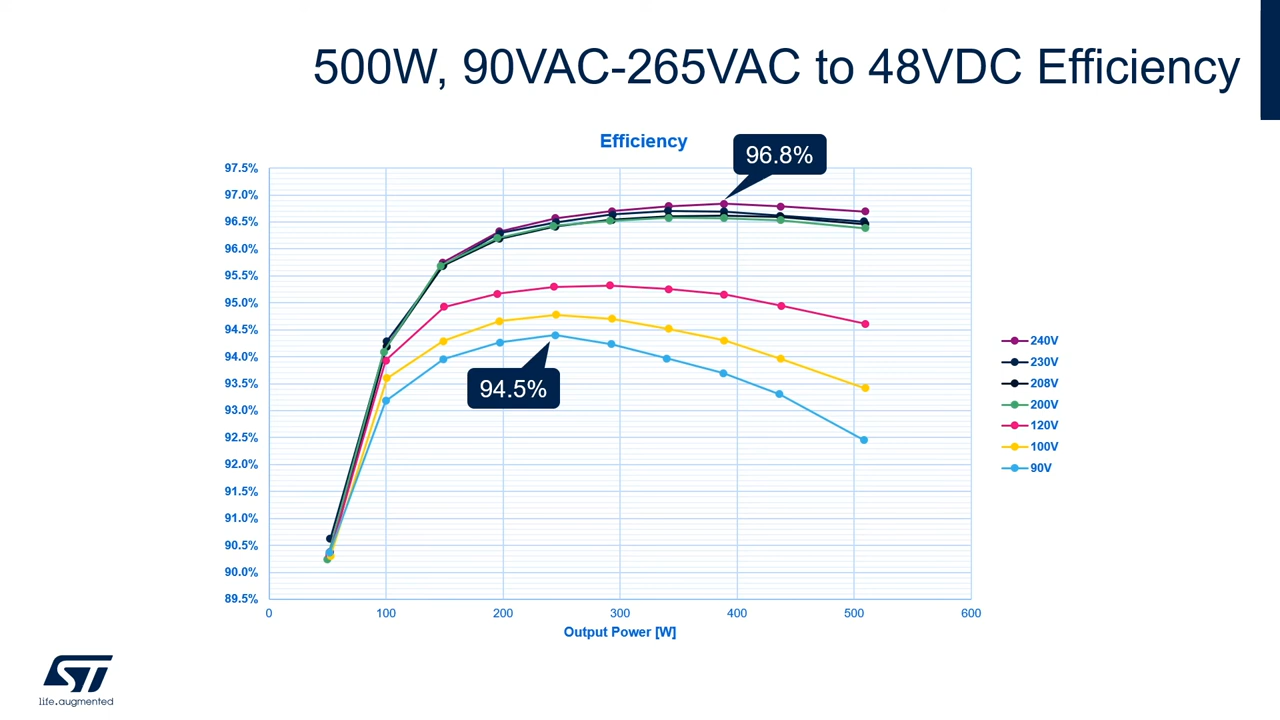 500W, 90VAC-265VAC to 48VDC Efficiency
Efficiency
96.8%
97.5%
97.0%
96.5%
96.0%
95.5%
95.0%
94.5%
94.0%
93.5%
93.0%
92.5%
92.0%
91.5%
91.0%
90.5%
90.0%
89.5%
94.5%
240V
230V
208V
200V
120V
100V
90V
0 100 200 300 400 500 600
Output Power [W]
ST
life.augmented